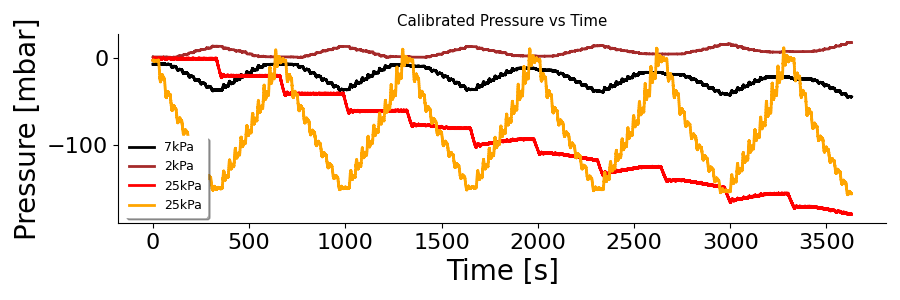 Calibrated Pressure vs Time
Pressure [mbar]
0
−100
7kPa
2kPa
25kPa
25kPa
0 500 1000 1500 2000 2500 3000 3500
Time [s]